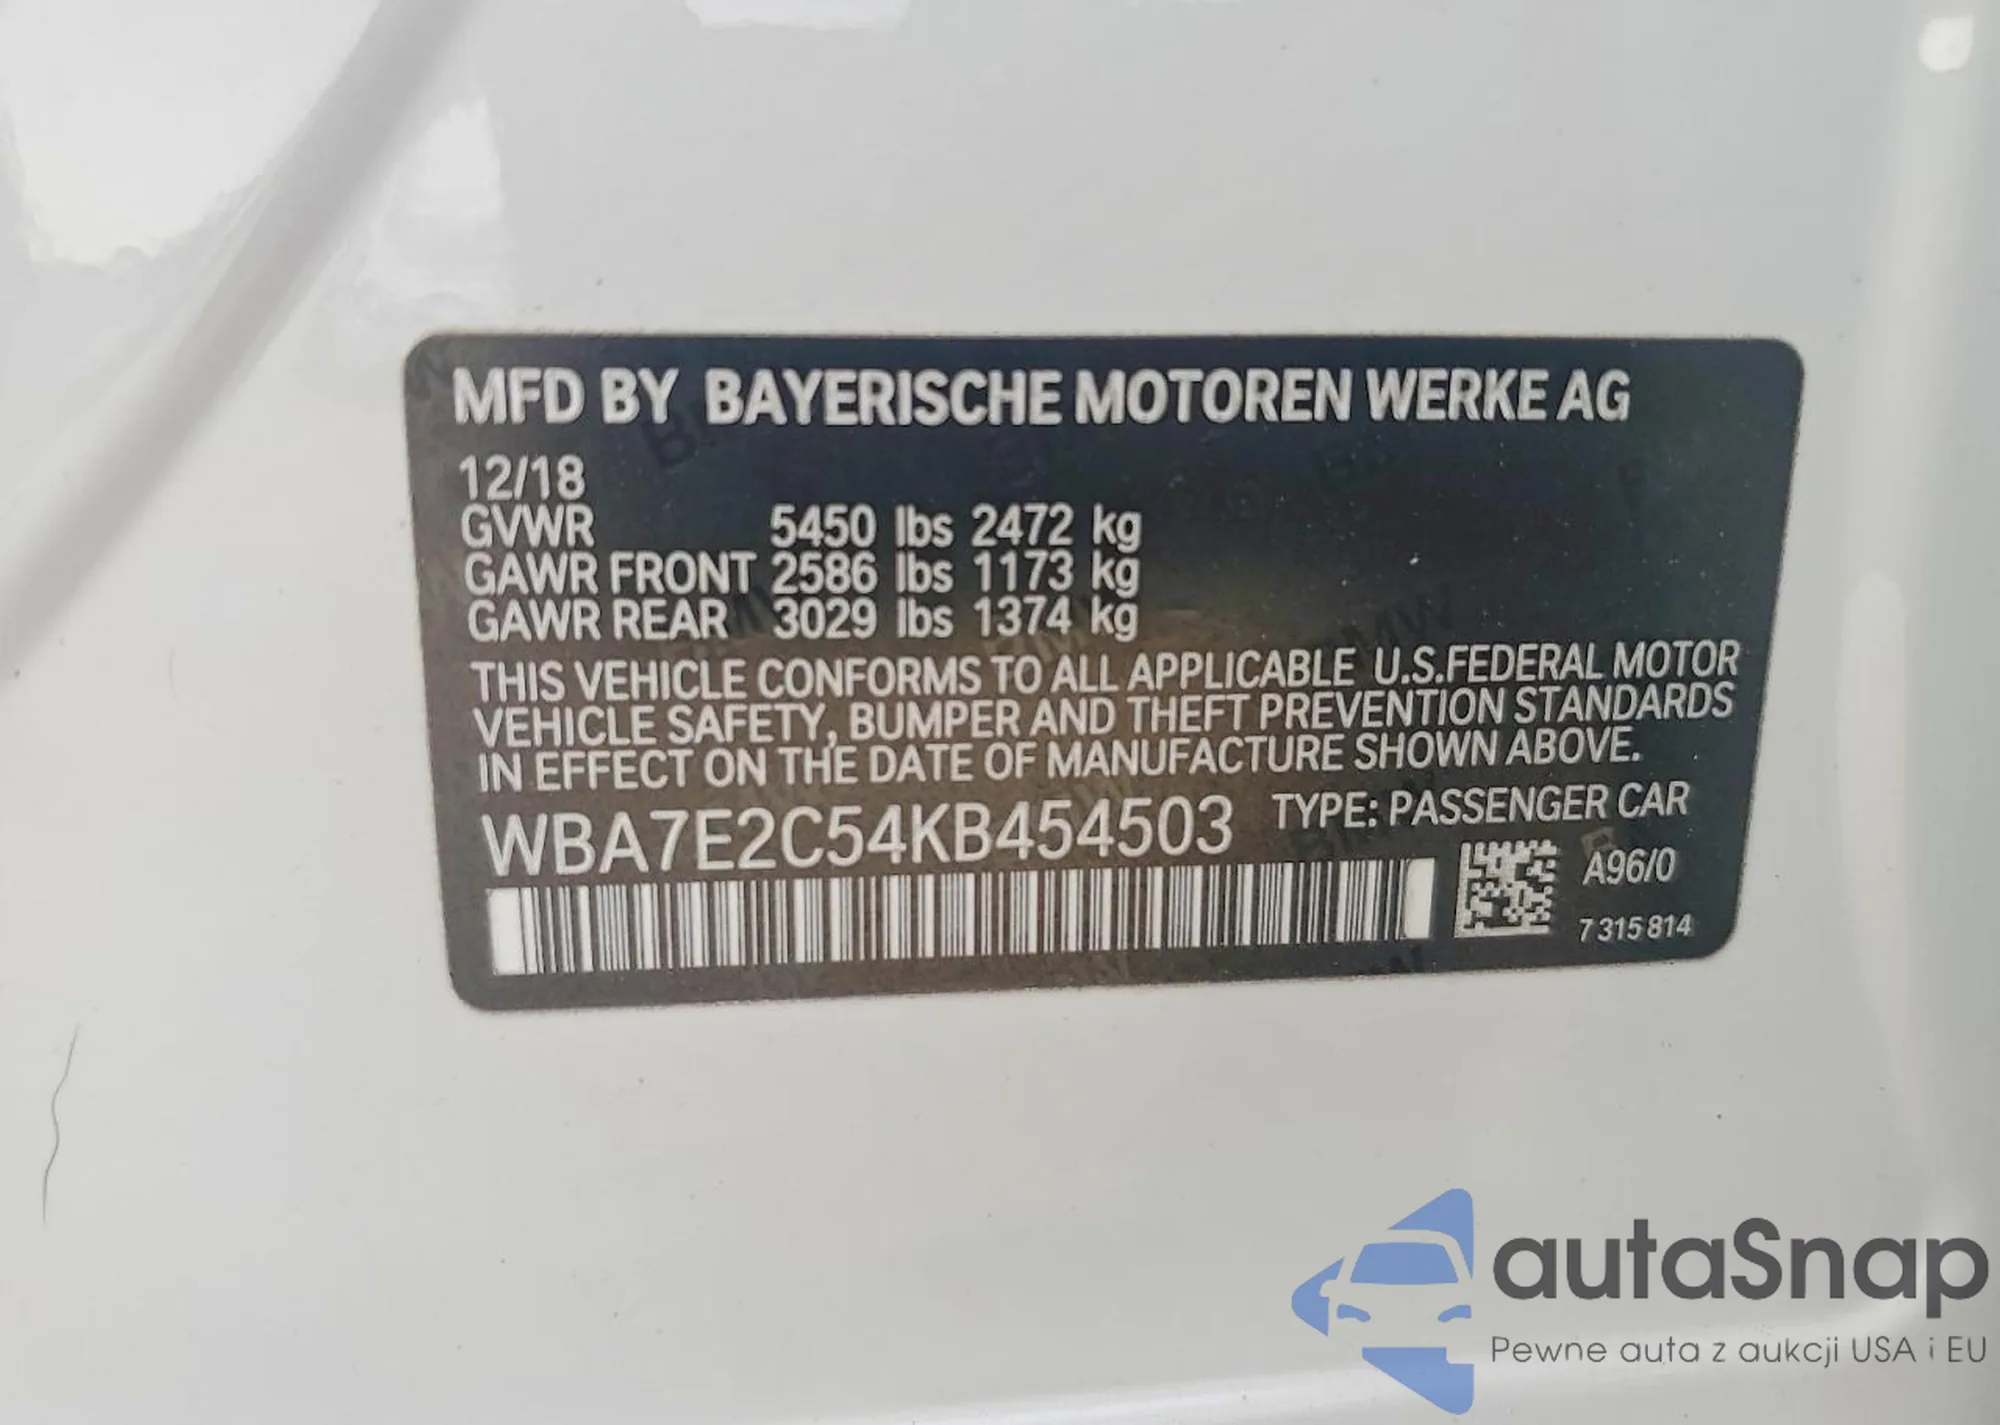 MFD BY BAYERISCHE MOTOREN WERKE AG
12/18
GVWR 5450 lbs 2472 kg
GAWR FRONT 2586 lbs 1173 kg
GAWR REAR 3029 lbs 1374 kg
THIS VEHICLE CONFORMS TO ALL APPLICABLE U.S.FEDERAL MOTOR
VEHICLE SAFETY, BUMPER AND THEFT PREVENTION STANDARDS
IN EFFECT ON THE DATE OF MANUFACTURE SHOWN ABOVE.
WBA7E2C54KB454503 TYPE: PASSENGER CAR
A96/0
7 315 814
autaSnap
Pewne auta z aukcji USA i EU